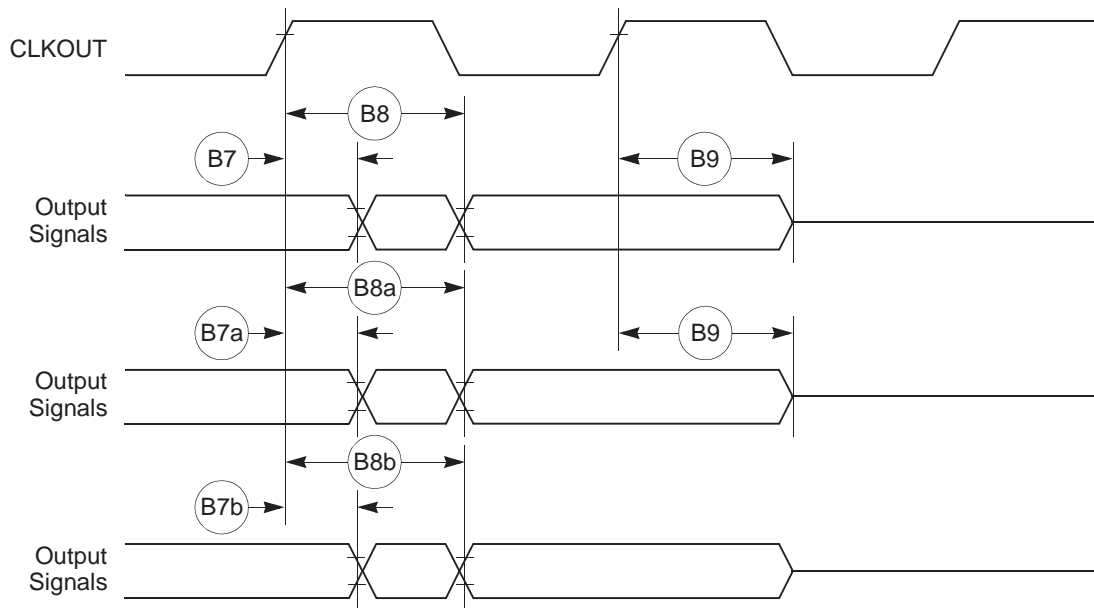 CLKOUT
B8
B7
B9
Output
Signals
B8a
B7a
B9
Output
Signals
B8b
B7b
Output
Signals